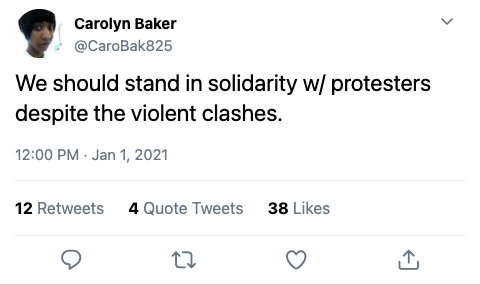 Carolyn Baker
@CaroBak825
We should stand in solidarity w/ protesters
despite the violent clashes.
12:00 PM · Jan 1, 2021
12 Retweets 4 Quote Tweets 38 Likes